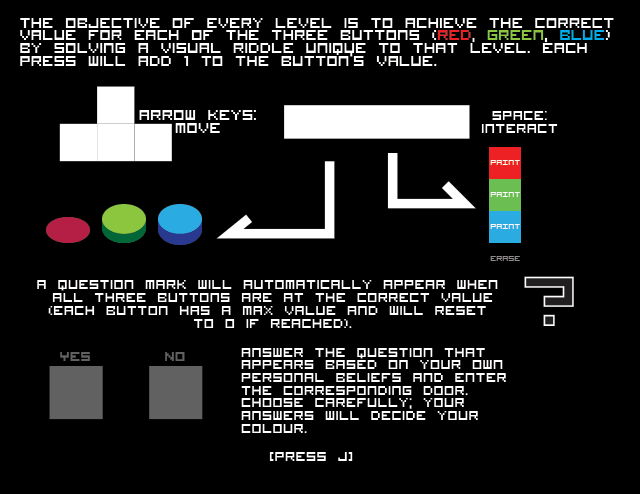 THE OBJECTIVE OF EVERY LEVEL IS TO ACHIEVE THE CORRECT
VALUE FOR EACH OF THE THREE BUTTONS (RED, GREEN, BLUE)
BY SOLVING A VISUAL RIDDLE UNIQUE TO THAT LEVEL. EACH
PRESS WILL ADD 1 TO THE BUTTON'S VALUE.
ARROW KEYS:
MOVE
SPACE:
INTERACT
PAINT
PAINT
PAINT
ERASE
A QUESTION MARK WILL AUTOMATICALLY APPEAR WHEN
ALL THREE BUTTONS ARE AT THE CORRECT VALUE
(EACH BUTTON HAS A MAX VALUE AND WILL RESET
TO 0 IF REACHED).
?
YES NO
ANSWER THE QUESTION THAT
APPEARS BASED ON YOUR OWN
PERSONAL BELIEFS AND ENTER
THE CORRESPONDING DOOR.
CHOOSE CAREFULLY; YOUR
ANSWERS WILL DECIDE YOUR
COLOUR.
[PRESS J]